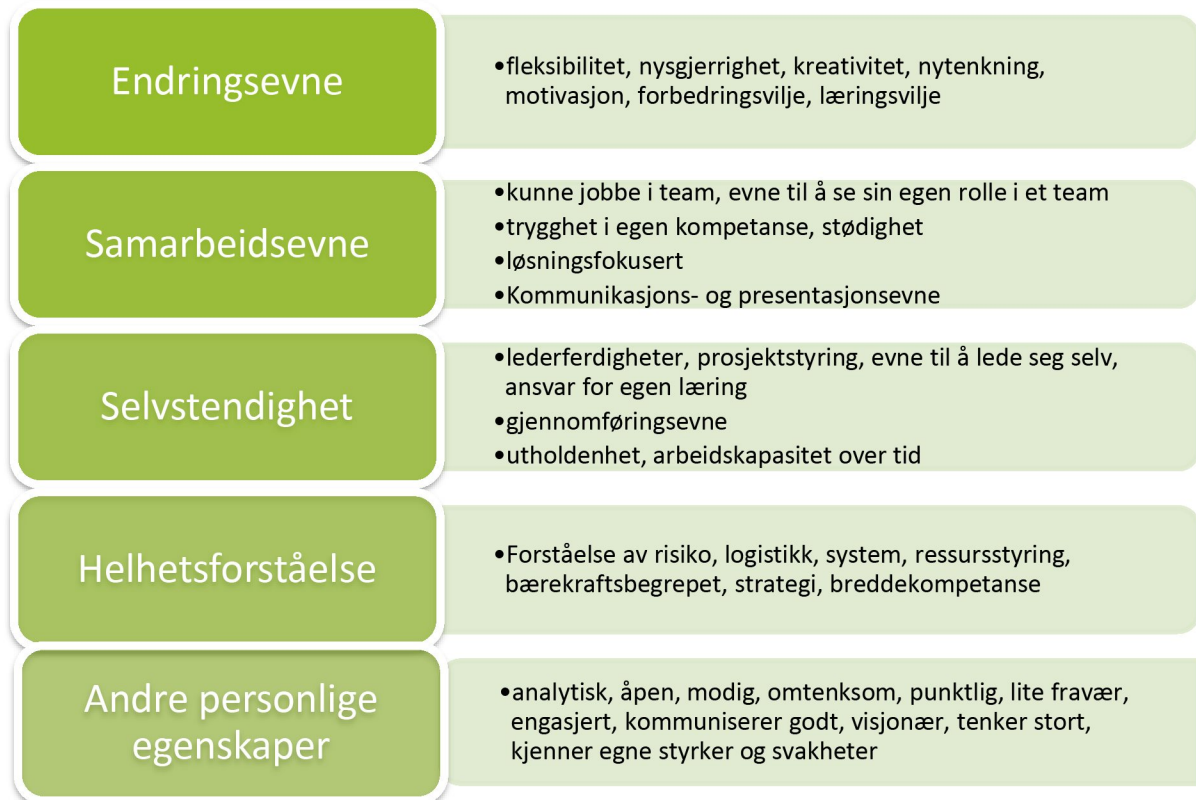 Endringsevne
•fleksibilitet, nysgjerrighet, kreativitet, nytenkning,
motivasjon, forbedringsvilje, læringsvilje
Samarbeidsevne
•kunne jobbe i team, evne til å se sin egen rolle i et team
•trygghet i egen kompetanse, stødighet
•løsningsfokusert
•Kommunikasjons- og presentasjonsevne
Selvstendighet
•lederferdigheter, prosjektstyring, evne til å lede seg selv,
ansvar for egen læring
•gjennomføringsevne
•utholdenhet, arbeidskapasitet over tid
Helhetsforståelse
•Forståelse av risiko, logistikk, system, ressursstyring,
bærekraftsbegrepet, strategi, breddekompetanse
Andre personlige
egenskaper
•analytisk, åpen, modig, omtenksom, punktlig, lite fravær,
engasjert, kommuniserer godt, visjonær, tenker stort,
kjenner egne styrker og svakheter